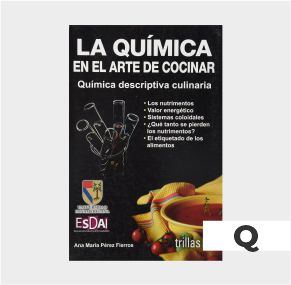 LA QUÍMICA
EN EL ARTE DE COCINAR
Química descriptiva culinaria
• Los nutrimentos
• Valor energético
• Sistemas coloidales
• ¿Qué tanto se pierden
los nutrimentos?
• El etiquetado de los
alimentos
ESDAI
Ana María Pérez Fierros
trillas
Q